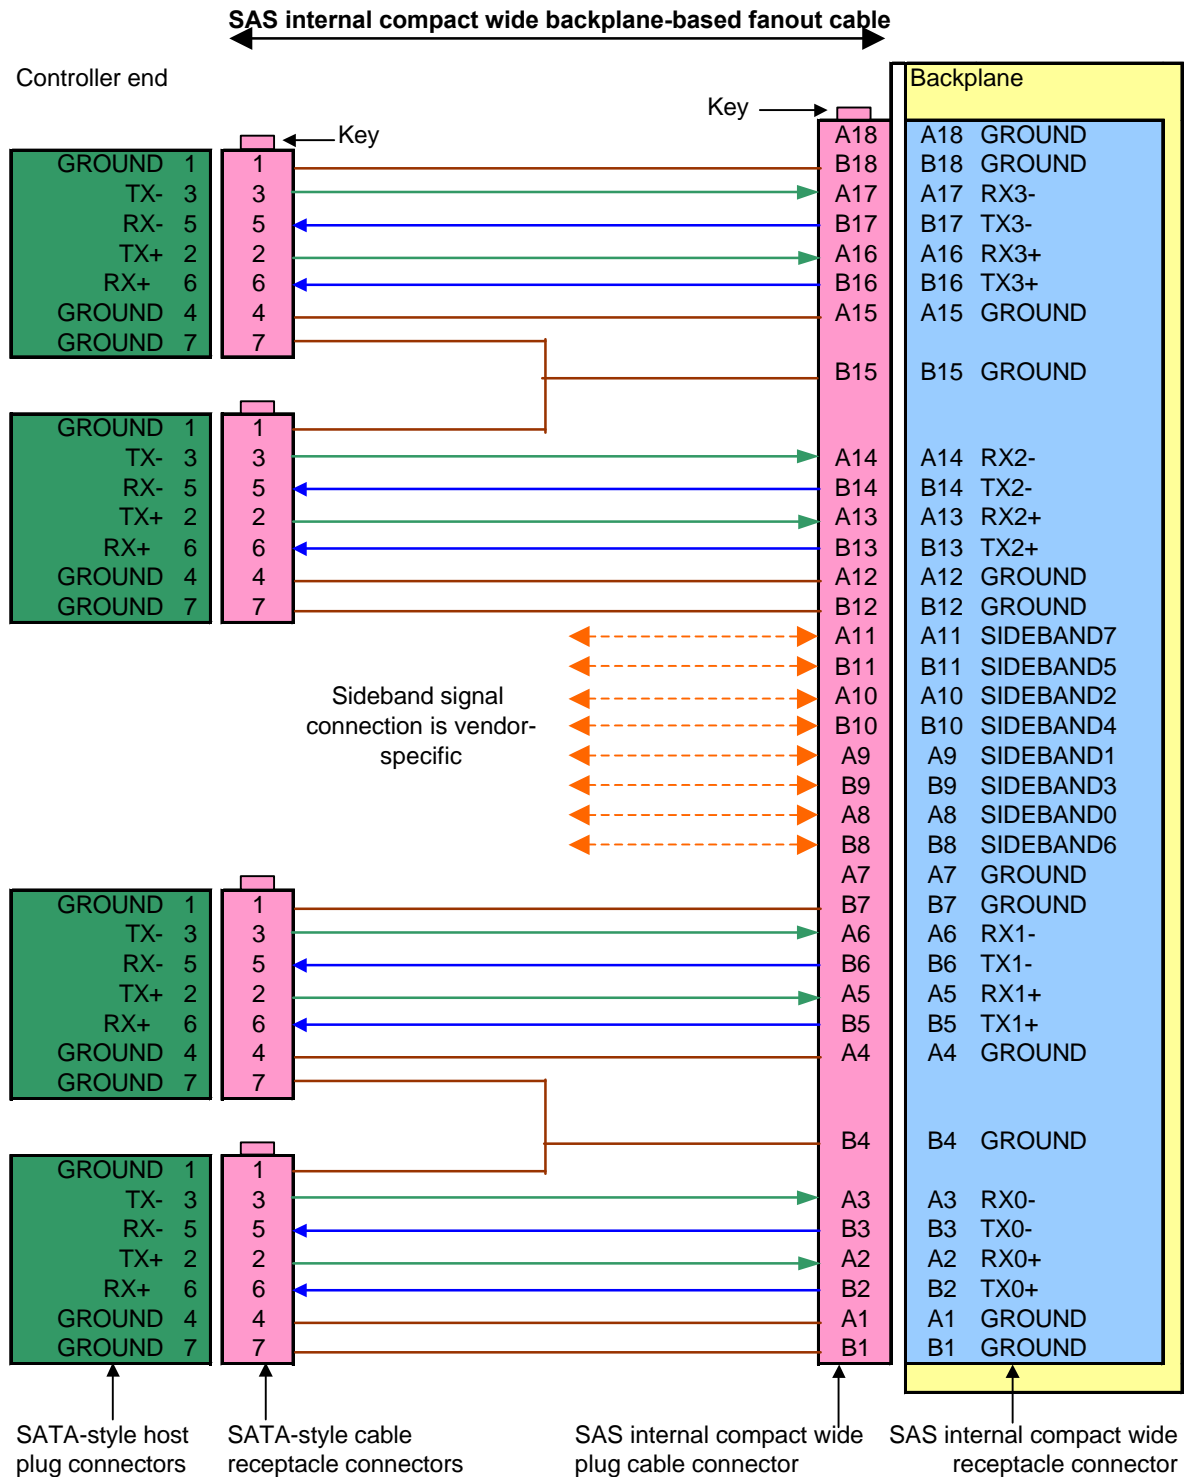 SAS internal compact wide backplane-based fanout cable
Controller end
Backplane
Key
Key
A18 A18 GROUND
GROUND 1 1 B18 B18 GROUND
TX- 3 3 A17 A17 RX3-
RX- 5 5 B17 B17 TX3-
TX+ 2 2 A16 A16 RX3+
RX+ 6 6 B16 B16 TX3+
GROUND 4 4 A15 A15 GROUND
GROUND 7 7
B15 B15 GROUND
GROUND 1 1
TX- 3 3 A14 A14 RX2-
RX- 5 5 B14 B14 TX2-
TX+ 2 2 A13 A13 RX2+
RX+ 6 6 B13 B13 TX2+
GROUND 4 4 A12 A12 GROUND
GROUND 7 7 B12 B12 GROUND
A11 A11 SIDEBAND7
B11 B11 SIDEBAND5
Sideband signal
connection is vendor-
specific
A10 A10 SIDEBAND2
B10 B10 SIDEBAND4
A9 A9 SIDEBAND1
B9 B9 SIDEBAND3
A8 A8 SIDEBAND0
B8 B8 SIDEBAND6
A7 A7 GROUND
GROUND 1 1 B7 B7 GROUND
TX- 3 3 A6 A6 RX1-
RX- 5 5 B6 B6 TX1-
TX+ 2 2 A5 A5 RX1+
RX+ 6 6 B5 B5 TX1+
GROUND 4 4 A4 A4 GROUND
GROUND 7 7
B4 B4 GROUND
GROUND 1 1
TX- 3 3 A3 A3 RX0-
RX- 5 5 B3 B3 TX0-
TX+ 2 2 A2 A2 RX0+
RX+ 6 6 B2 B2 TX0+
GROUND 4 4 A1 A1 GROUND
GROUND 7 7 B1 B1 GROUND
SATA-style host
plug connectors
SATA-style cable
receptacle connectors
SAS internal compact wide
plug cable connector
SAS internal compact wide
receptacle connector